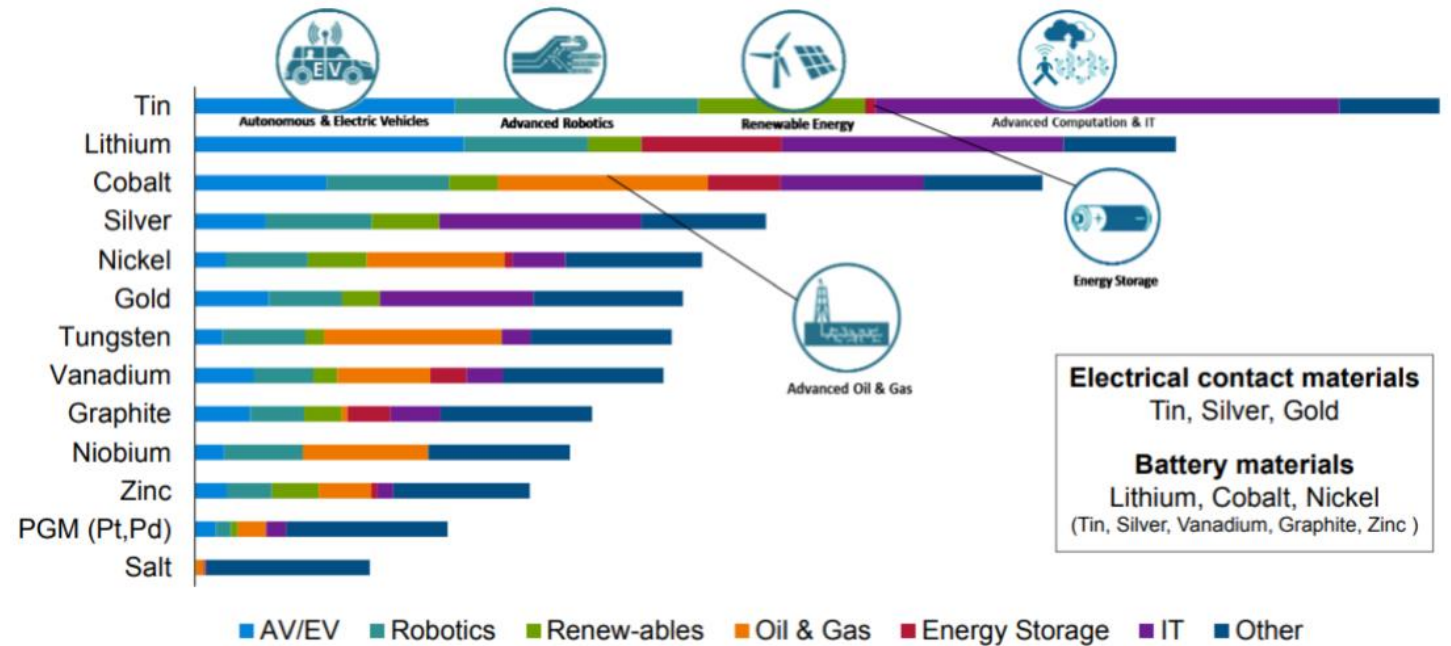 EV
Tin
Autonomous & Electric Vehicles
Advanced Robotics
Renewable Energy
Advanced Computation & IT
Lithium
Cobalt
Silver
Nickel
Energy Storage
Gold
Tungsten
Vanadium
Advanced Oil & Gas
Graphite
Niobium
Zinc
PGM (Pt,Pd)
Salt
Electrical contact materials
Tin, Silver, Gold
Battery materials
Lithium, Cobalt, Nickel
(Tin, Silver, Vanadium, Graphite, Zinc )
AV/EV Robotics Renew-ables Oil & Gas Energy Storage IT Other